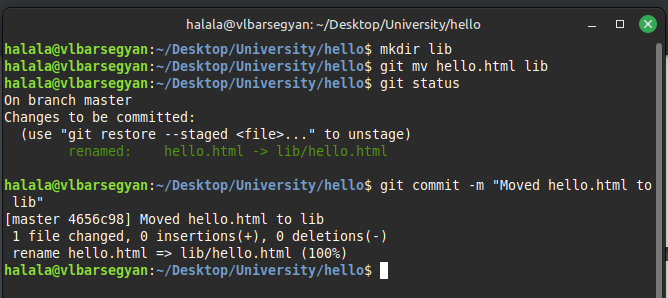 halala@vlbarsegyan: ~/Desktop/University/hello
halala@vlbarsegyan:~/Desktop/University/hello$ mkdir lib
halala@vlbarsegyan:~/Desktop/University/hello$ git mv hello.html lib
halala@vlbarsegyan:~/Desktop/University/hello$ git status
On branch master
Changes to be committed:
  (use "git restore --staged <file>..." to unstage)
        renamed:    hello.html -> lib/hello.html
halala@vlbarsegyan:~/Desktop/University/hello$ git commit -m "Moved hello.html to
 lib"
[master 4656c98] Moved hello.html to lib
 1 file changed, 0 insertions(+), 0 deletions(-)
 rename hello.html => lib/hello.html (100%)
halala@vlbarsegyan:~/Desktop/University/hello$